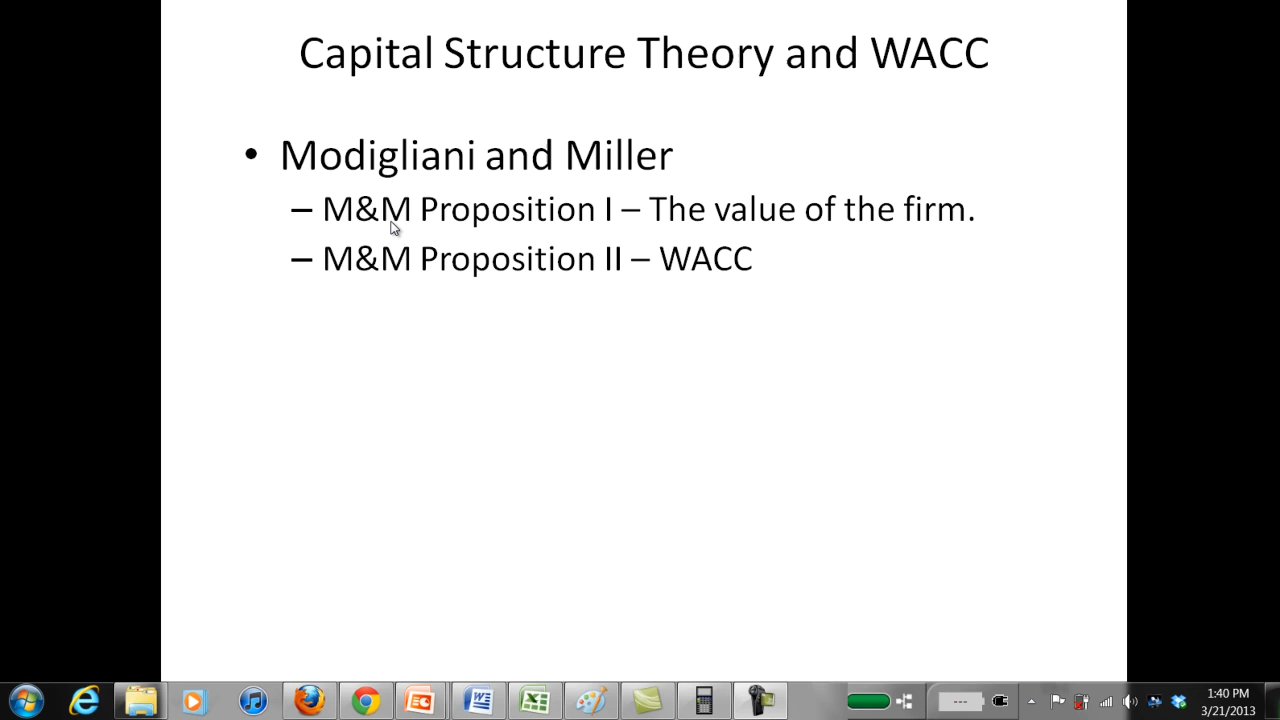 Capital Structure Theory and WACC
• Modigliani and Miller
– M&M Proposition I – The value of the firm.
– M&M Proposition II – WACC
1:40 PM
3/21/2013